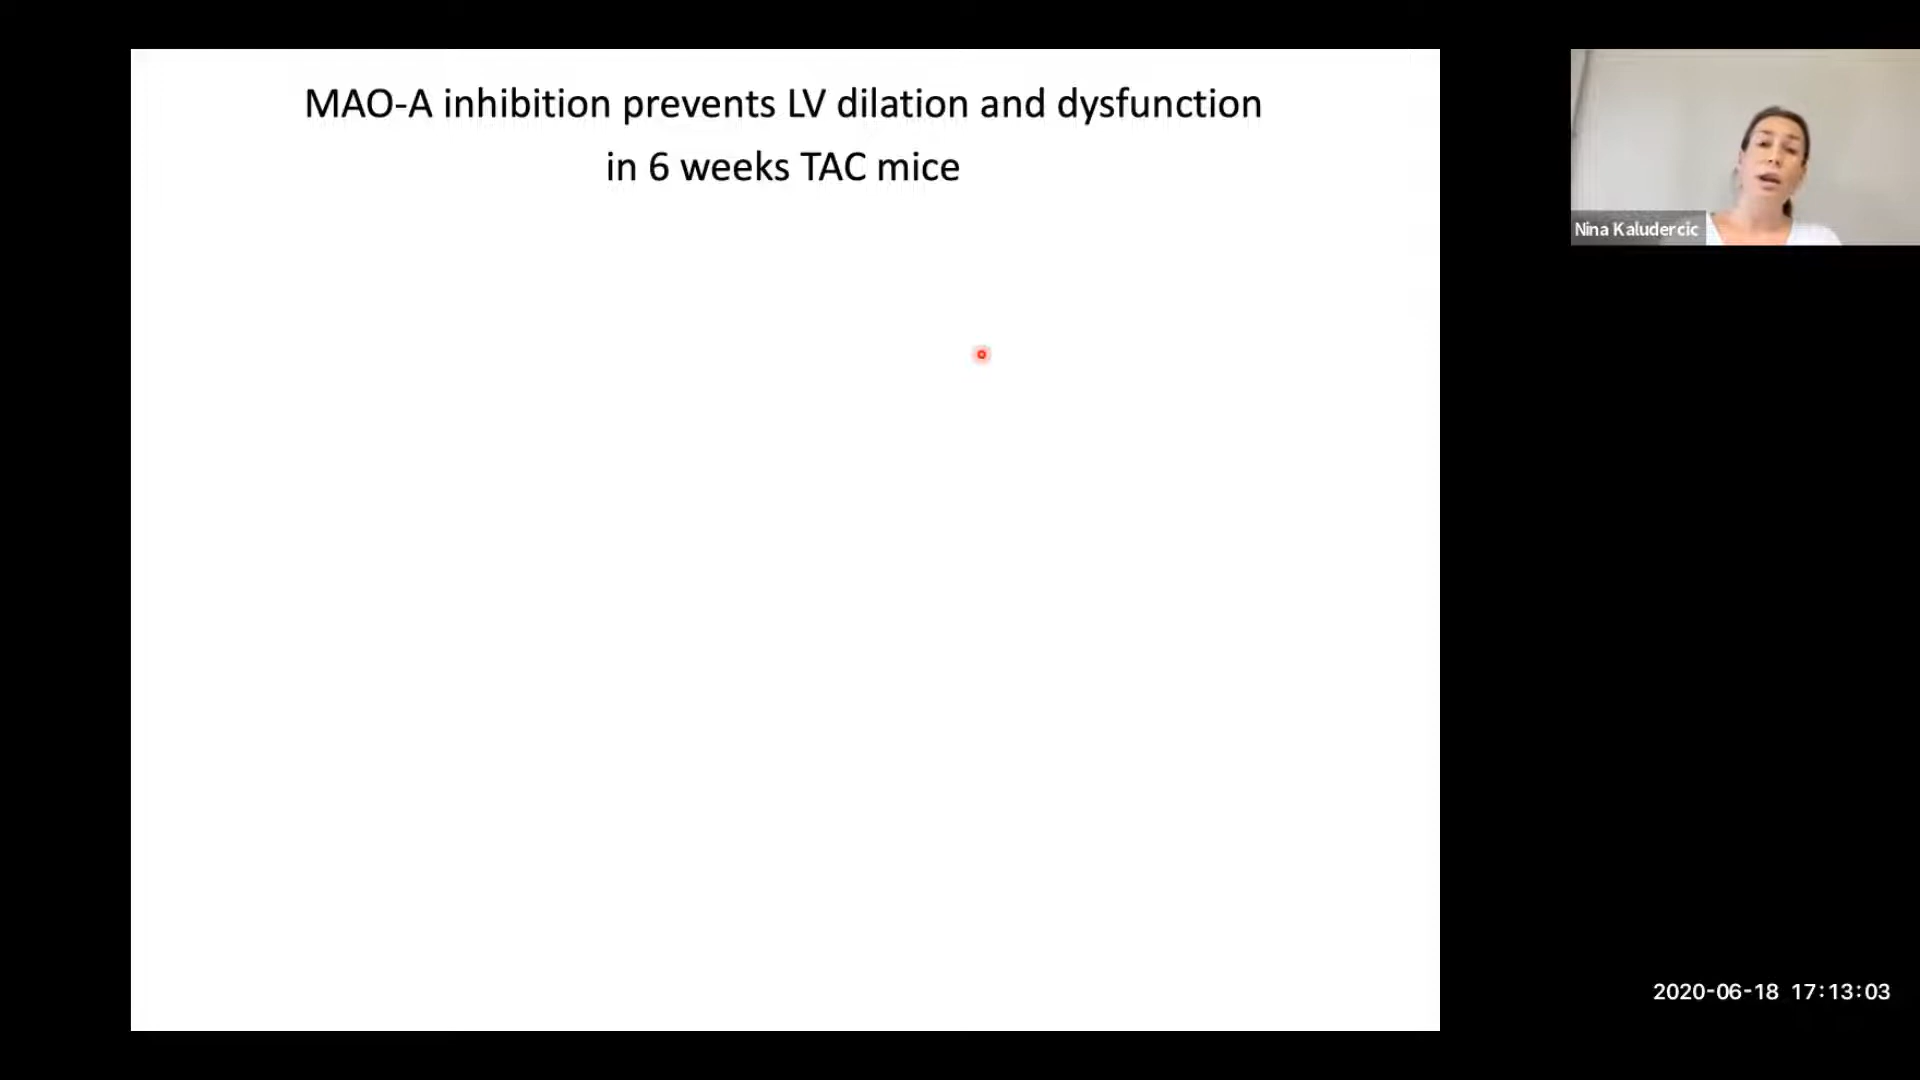 MAO-A inhibition prevents LV dilation and dysfunction
in 6 weeks TAC mice
Nina Kaludercic
2020-06-18 17:13:03